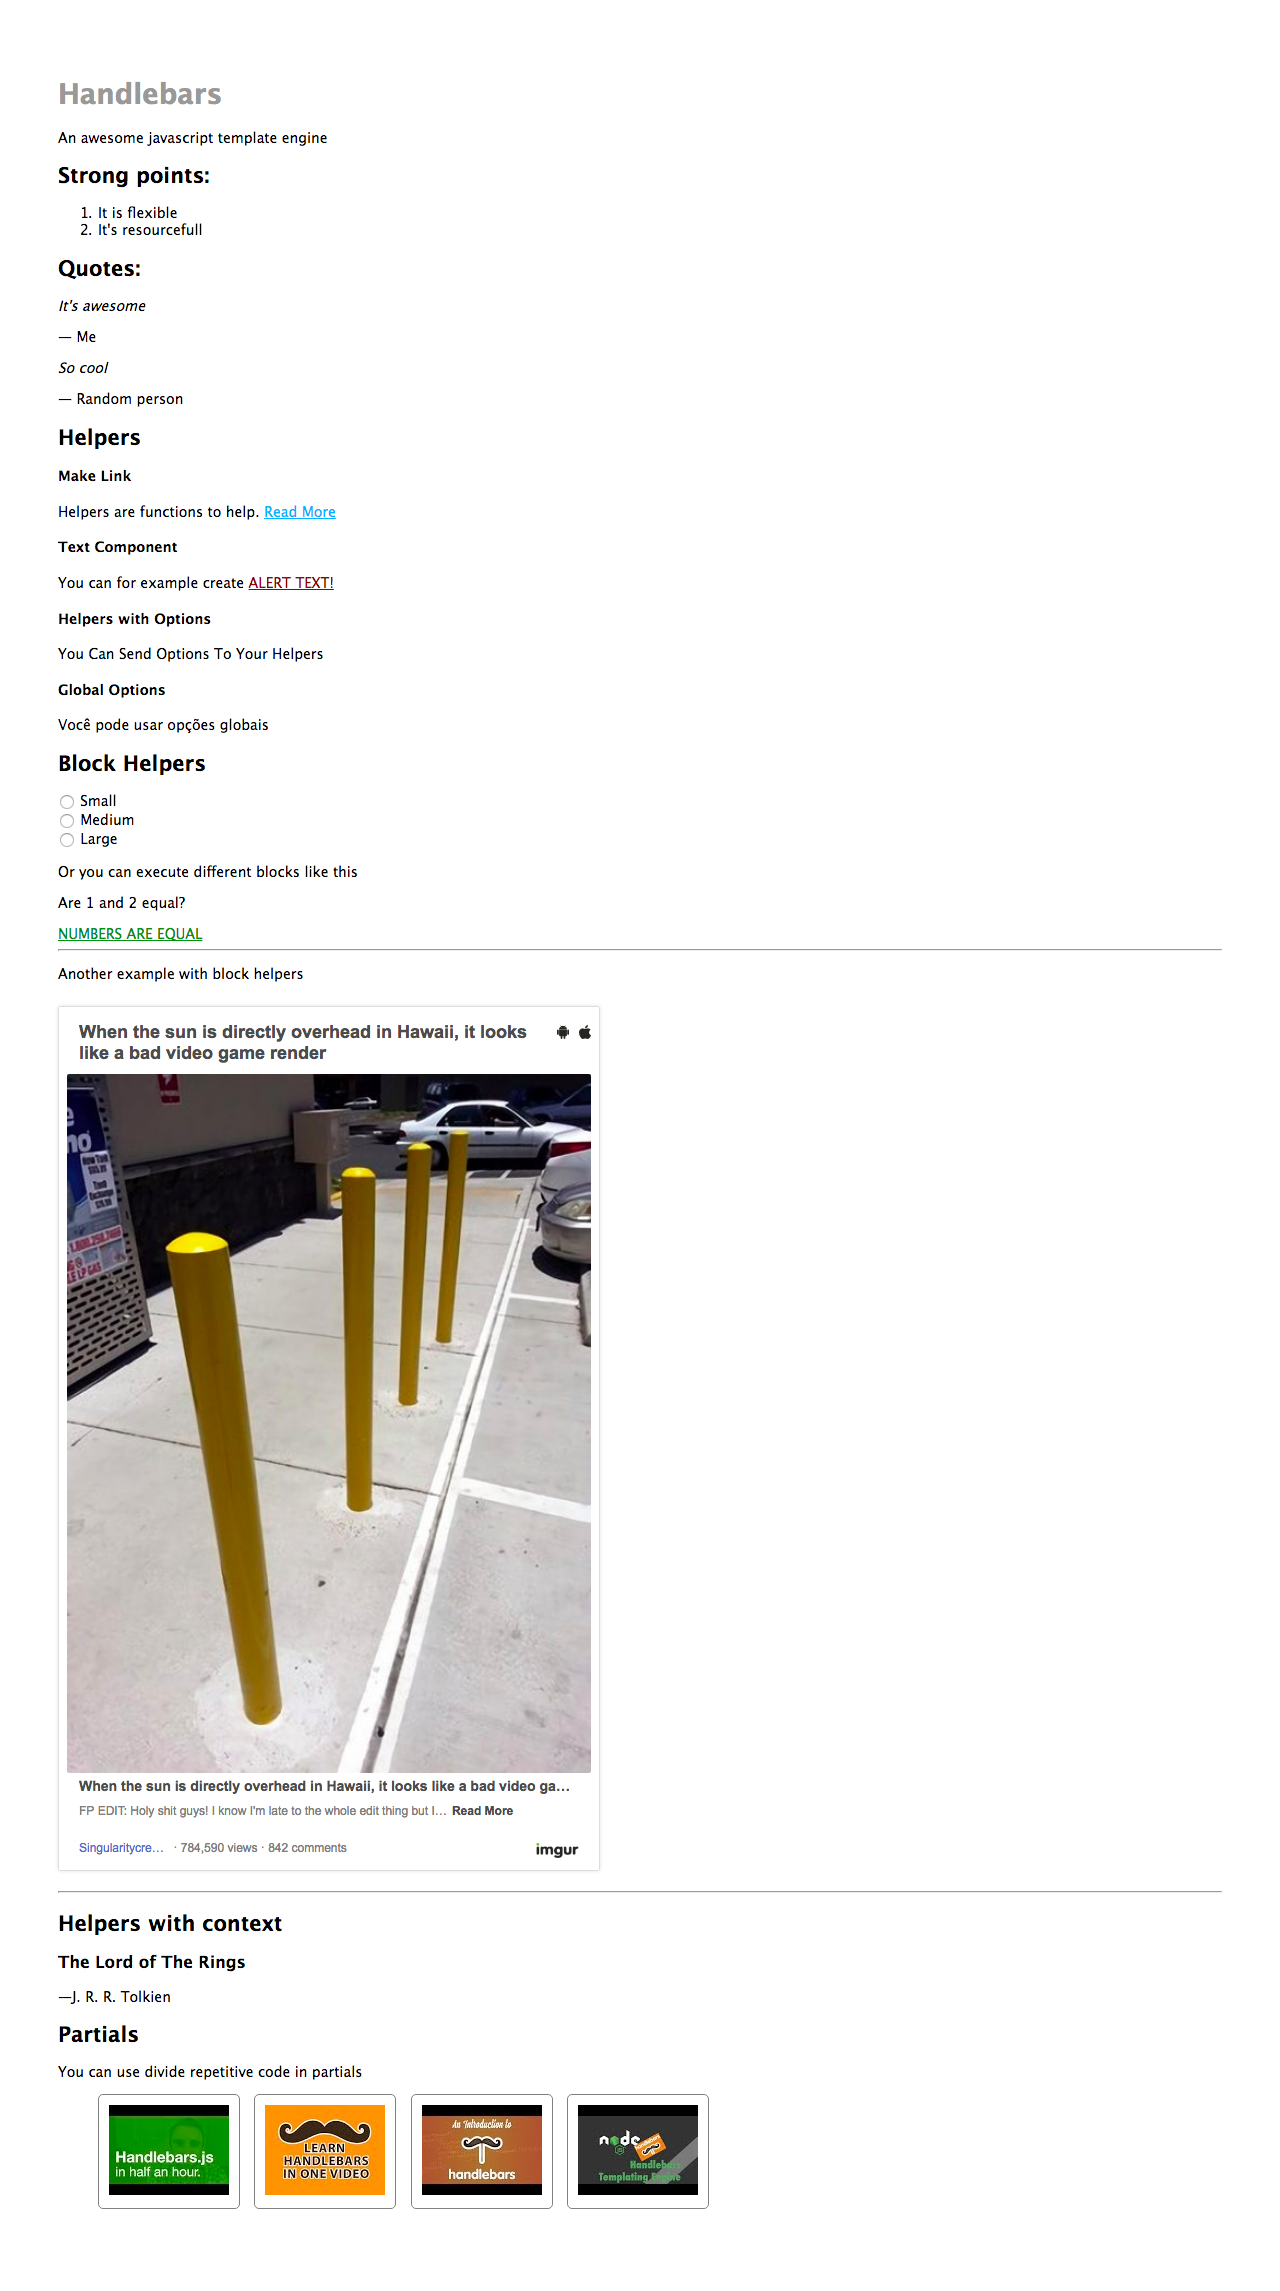 Handlebars
An awesome javascript template engine
Strong points:
1. It is flexible
2. It's resourcefull
Quotes:
It's awesome
— Me
So cool
— Random person
Helpers
Make Link
Helpers are functions to help. Read More
Text Component
You can for example create ALERT TEXT!
Helpers with Options
You Can Send Options To Your Helpers
Global Options
Você pode usar opções globais
Block Helpers
Small
Medium
Large
Or you can execute different blocks like this
Are 1 and 2 equal?
NUMBERS ARE EQUAL
Another example with block helpers
When the sun is directly overhead in Hawaii, it looks
like a bad video game render
When the sun is directly overhead in Hawaii, it looks like a bad video ga…
FP EDIT: Holy shit guys! I know I'm late to the whole edit thing but I… Read More
Singularitycre… · 784,590 views · 842 comments
imgur
Helpers with context
The Lord of The Rings
—J. R. R. Tolkien
Partials
You can use divide repetitive code in partials
Handlebars.js
in half an hour.
LEARN
HANDLEBARS
IN ONE VIDEO
An Introduction to
handlebars
node
JS
Handlebars
Templating Engine